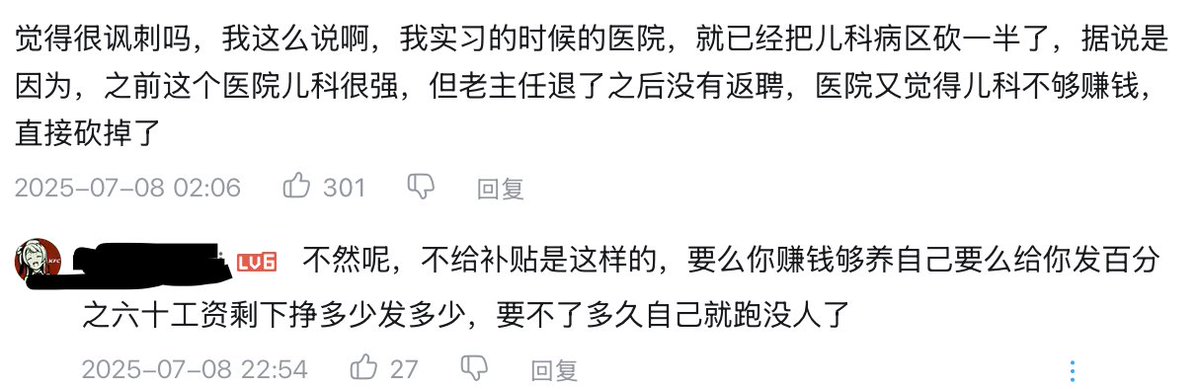 觉得很讽刺吗，我这么说啊，我实习的时候的医院，就已经把儿科病区砍一半了，据说是
因为，之前这个医院儿科很强，但老主任退了之后没有返聘，医院又觉得儿科不够赚钱，
直接砍掉了
2025-07-08 02:06 301 回复
KFC LV6 不然呢，不给补贴是这样的，要么你赚钱够养自己要么给你发百分
之六十工资剩下挣多少发多少，要不了多久自己就跑没人了
2025-07-08 22:54 27 回复